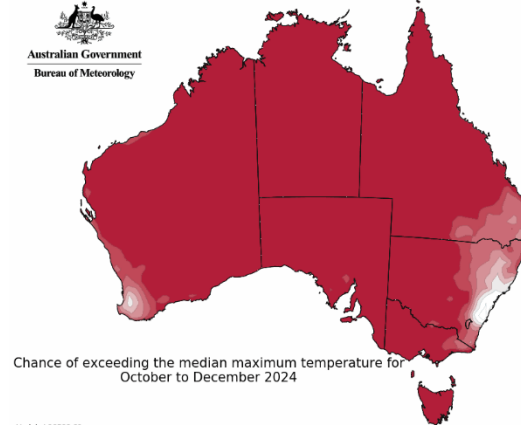 Australian Government
Bureau of Meteorology
Chance of exceeding the median maximum temperature for
October to December 2024